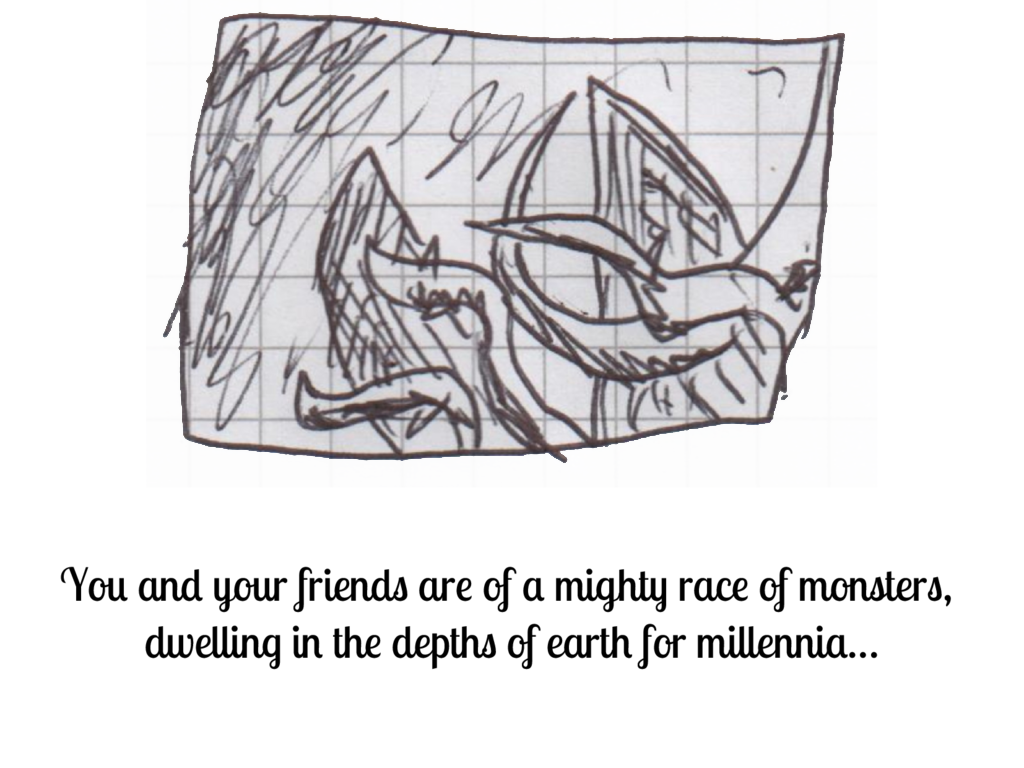 You and your friends are of a mighty race of monsters,
dwelling in the depths of earth for millennia...